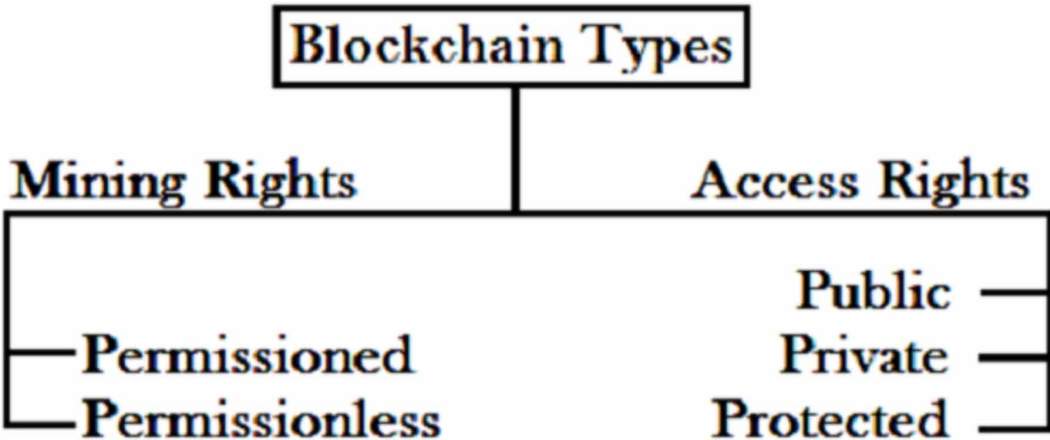 Blockchain Types
Mining Rights
Access Rights
Public
Permissioned
Private
Permissionless
Protected